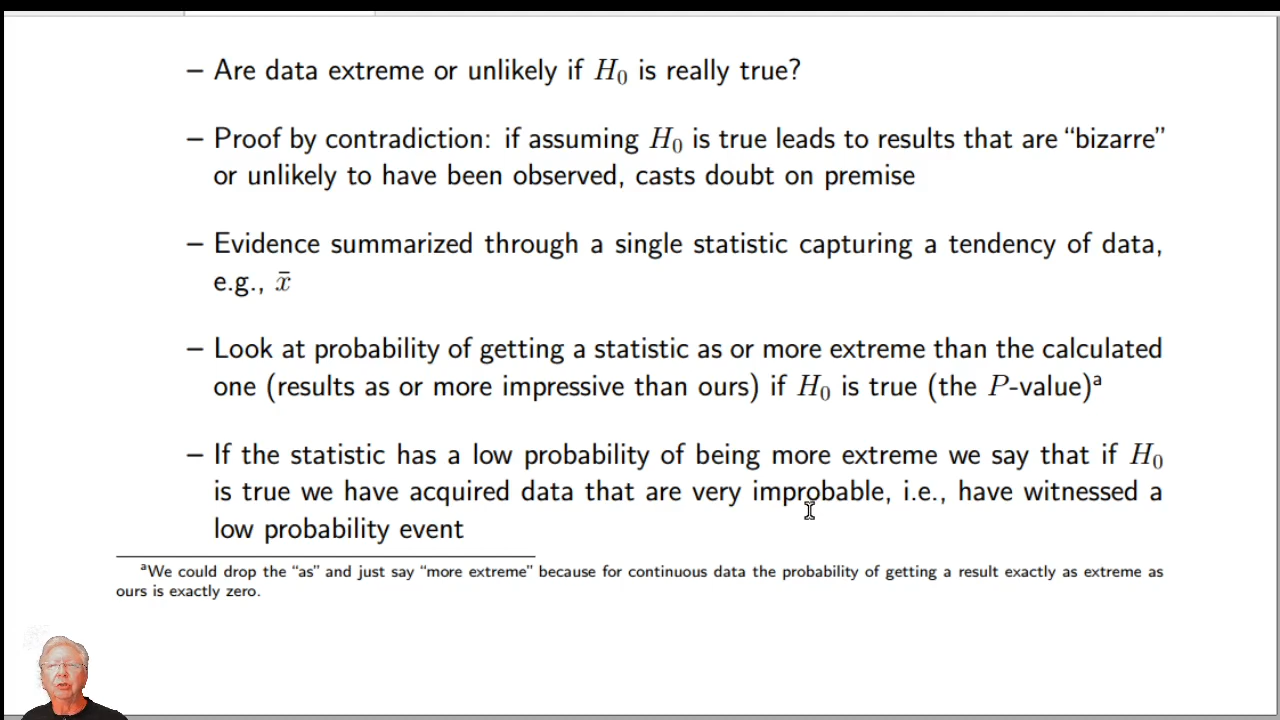 – Are data extreme or unlikely if H₀ is really true?
– Proof by contradiction: if assuming H₀ is true leads to results that are “bizarre”
or unlikely to have been observed, casts doubt on premise
– Evidence summarized through a single statistic capturing a tendency of data,
e.g., x̄
– Look at probability of getting a statistic as or more extreme than the calculated
one (results as or more impressive than ours) if H₀ is true (the P-value)ᵃ
– If the statistic has a low probability of being more extreme we say that if H₀
is true we have acquired data that are very improbable, i.e., have witnessed a
low probability event
ᵃWe could drop the “as” and just say “more extreme” because for continuous data the probability of getting a result exactly as extreme as
ours is exactly zero.